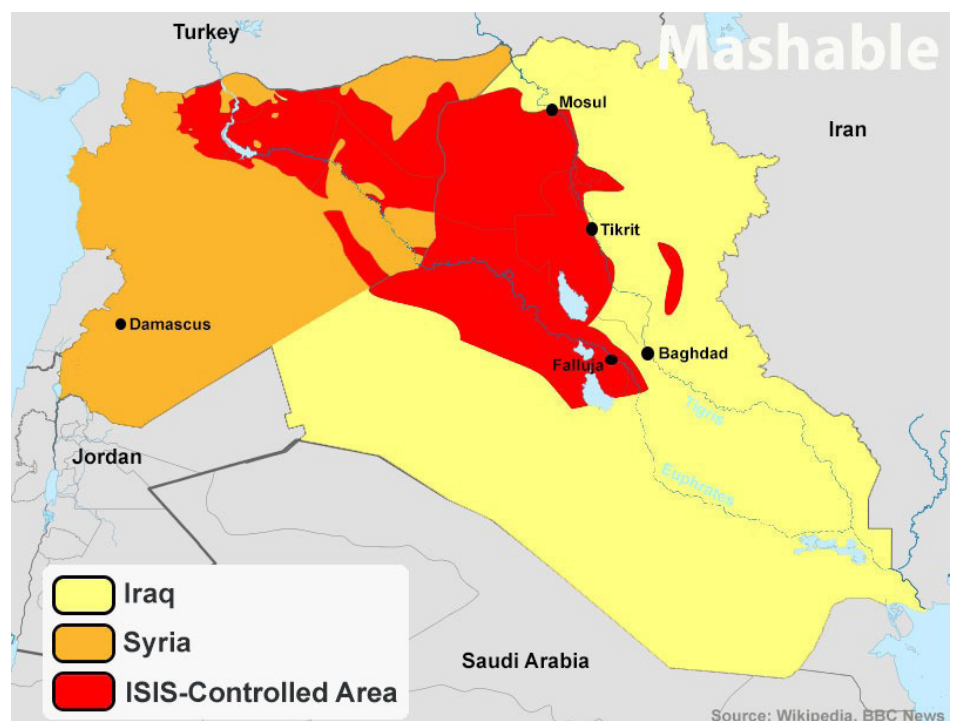 Turkey
Mashable
Mosul
Iran
Tikrit
Damascus
Baghdad
Falluja
Tigris
Jordan
Euphrates
Iraq
Syria
Saudi Arabia
ISIS-Controlled Area
Source: Wikipedia, BBC News